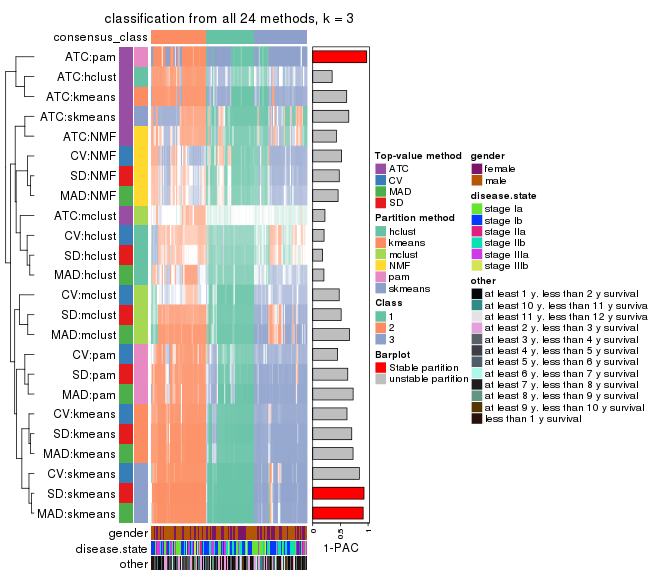 classification from all 24 methods, k = 3
consensus_class
ATC:pam
ATC:hclust
ATC:kmeans
ATC:skmeans
ATC:NMF
CV:NMF
SD:NMF
MAD:NMF
ATC:mclust
CV:hclust
SD:hclust
MAD:hclust
CV:mclust
SD:mclust
MAD:mclust
CV:pam
SD:pam
MAD:pam
CV:kmeans
SD:kmeans
MAD:kmeans
CV:skmeans
SD:skmeans
MAD:skmeans
gender
disease.state
other
0
0.5
1
1-PAC
Top-value method
ATC
CV
MAD
SD
Partition method
hclust
kmeans
mclust
NMF
pam
skmeans
Class
1
2
3
Barplot
Stable partition
unstable partition
gender
female
male
disease.state
stage Ia
stage Ib
stage IIa
stage IIb
stage IIIa
stage IIIb
other
at least 1 y. less than 2 y survival
at least 10 y. less than 11 y surviva
at least 11 y. less than 12 y surviva
at least 2 y. less than 3 y survival
at least 3 y. less than 4 y survival
at least 4 y. less than 5 y survival
at least 5 y. less than 6 y survival
at least 6 y. less than 7 y survival
at least 7 y. less than 8 y survival
at least 8 y. less than 9 y survival
at least 9 y. less than 10 y survival
less than 1 y survival